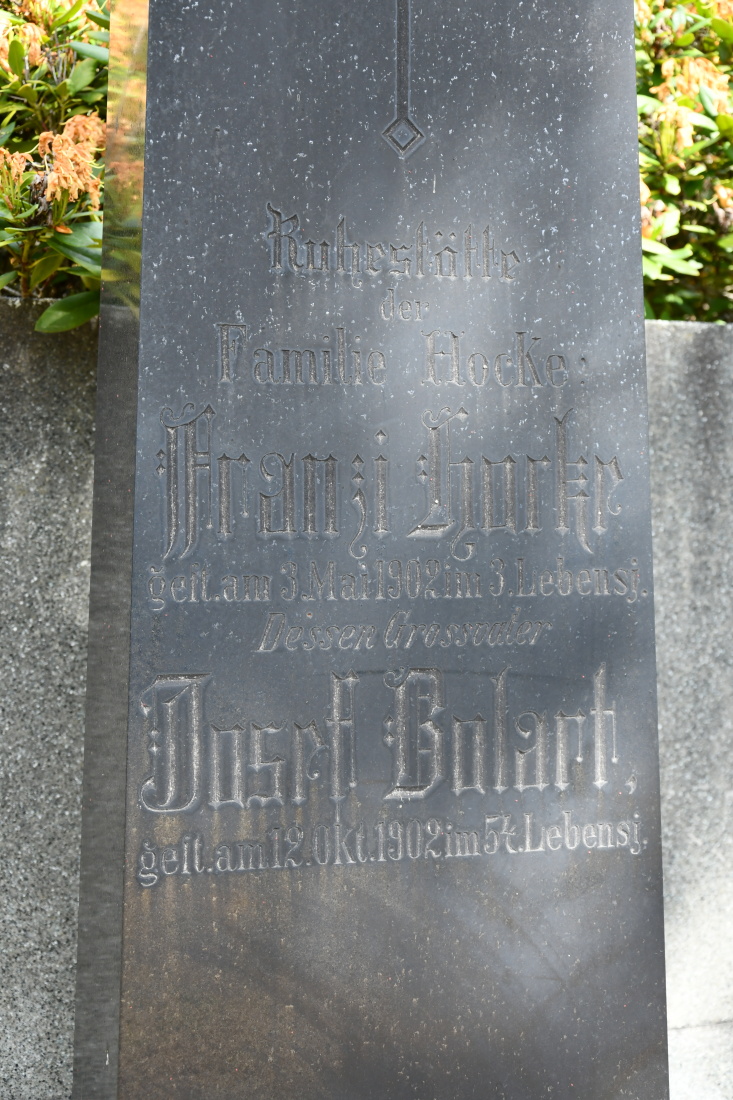 Ruhestätte
der
Familie Hocke:
Franzi Hocke
gest. am 3. Mai 1902 im 3. Lebensj.
Dessen Grossvater
Josef Bolart,
gest. am 12. Okt. 1902 im 54. Lebensj.